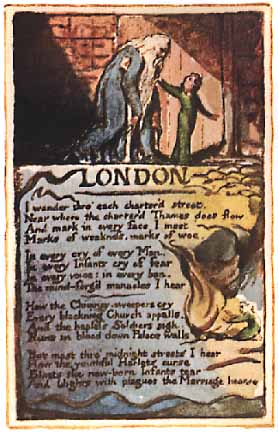 LONDON
I wander thro' each charter'd street,
Near where the charter'd Thames does flow
And mark in every face I meet
Marks of weakness, marks of woe.
In every cry of every Man,
In every Infants cry of fear,
In every voice; in every ban,
The mind-forg'd manacles I hear
How the Chimney-sweepers cry
Every blackning Church appalls,
And the hapless Soldiers sigh
Runs in blood down Palace walls
But most thro' midnight streets I hear
How the youthful Harlots curse
Blasts the new-born Infants tear
And blights with plagues the Marriage hearse